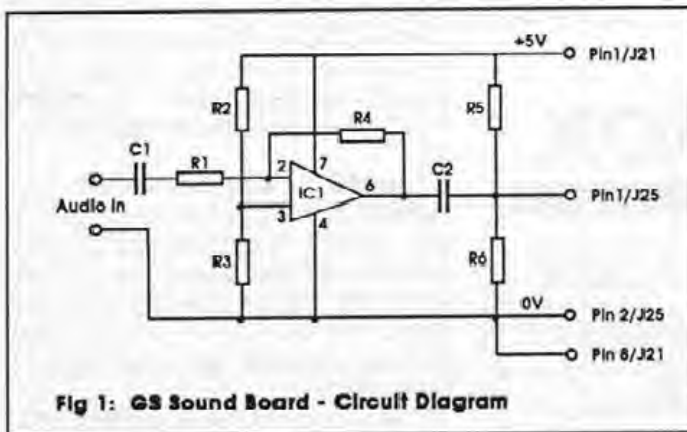 +5V
Pin1/J21
R2
R5
R4
C1
R1
2
7
C2
IC1
6
Pin1/J25
Audio in
3
4
R3
R6
0V
Pin 2/J25
Pin 8/J21
Fig 1: GS Sound Board - Circuit Diagram